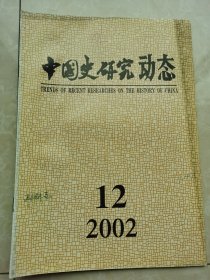 中国史研究动态
TRENDS OF RECENT RESEARCHES ON THE HISTORY OF CHINA
12
2002